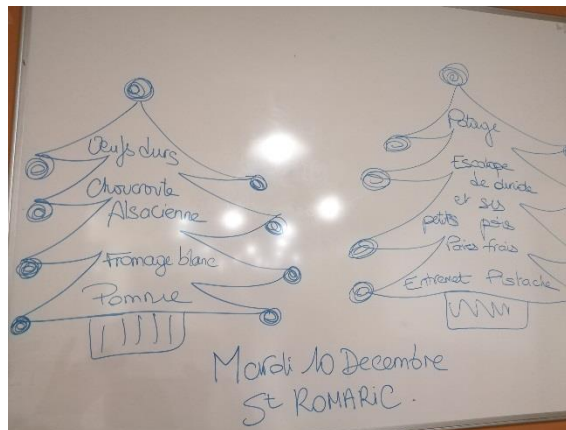 Oeufs durs
Choucroute
Alsacienne
Fromage blanc
Pomme
Potage
Escalope
de dinde
et ses
petits pois
frais
Entremet Pistache
Mardi 10 Decembre
St ROMARIC.